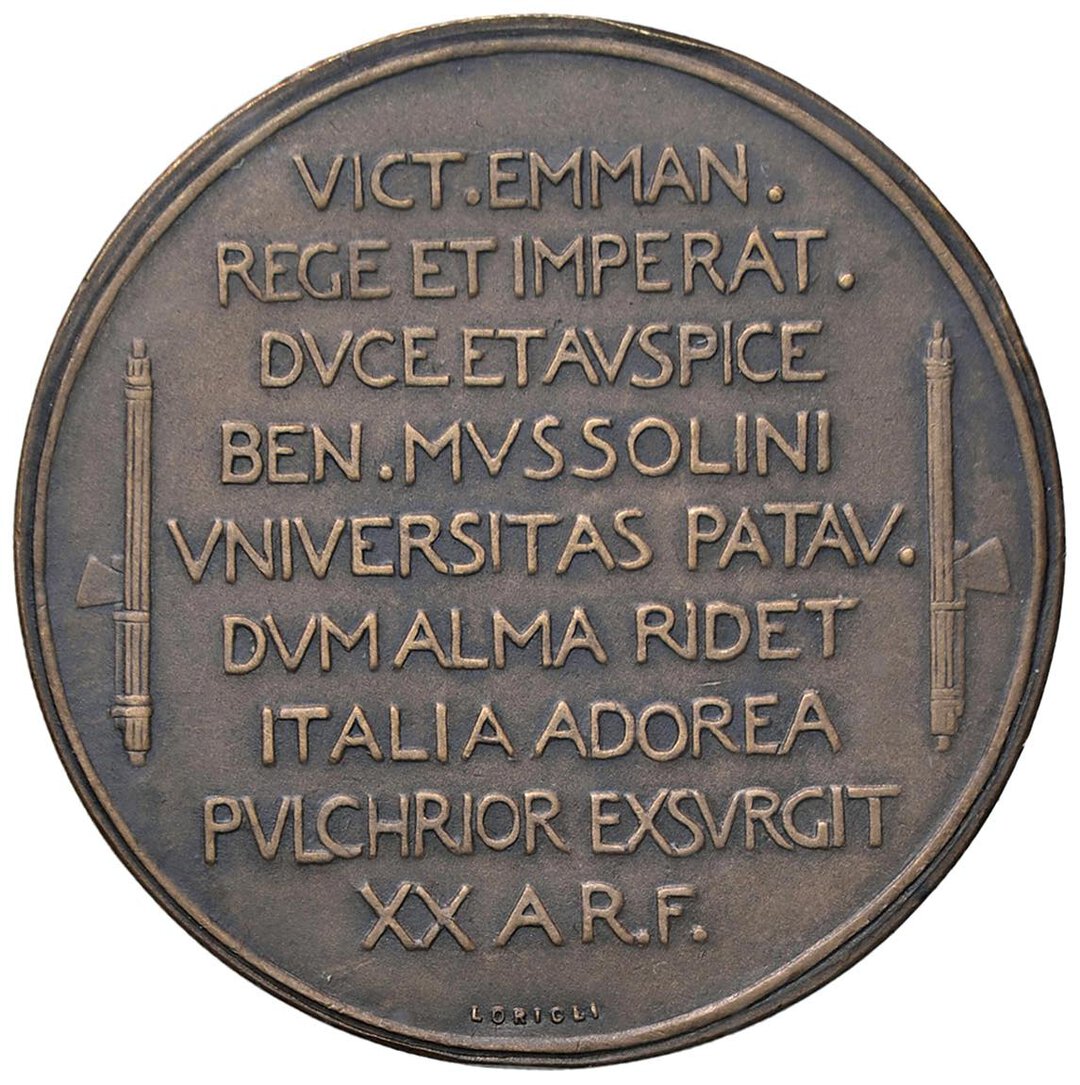 VICT. EMMAN.
REGE ET IMPERAT.
DVCE ET AVSPICE
BEN. MVSSOLINI
VNIVERSITAS PATAV.
DVM ALMA RIDET
ITALIA ADOREA
PVLCHRIOR EXSVRGIT
XX A R.F.
LORIOLI